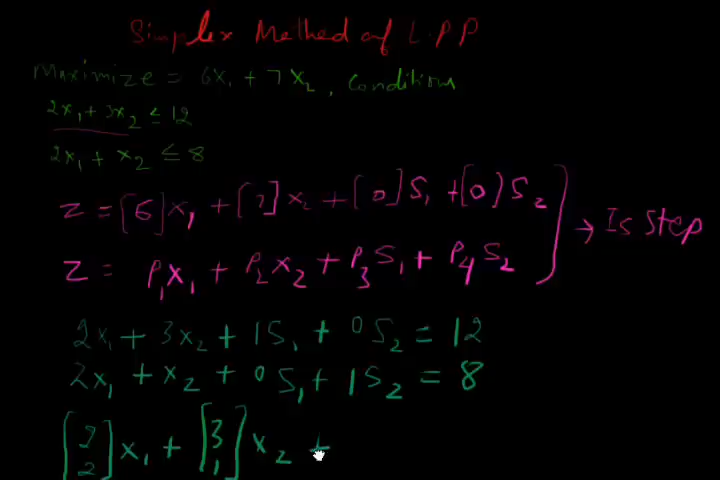 Simplex Method of L.P.P
Maximize = 6x₁ + 7x₂, Conditions
2x₁ + 3x₂ ≤ 12
2x₁ + x₂ ≤ 8
Z = [6]x₁ + [7]x₂ + [0]S₁ + [0]S₂
→ Is Step
Z = P₁x₁ + P₂x₂ + P₃S₁ + P₄S₂
2x₁ + 3x₂ + 1S₁ + 0S₂ = 12
2x₁ + x₂ + 0S₁ + 1S₂ = 8
[2 2]x₁ + [3 1]x₂ +